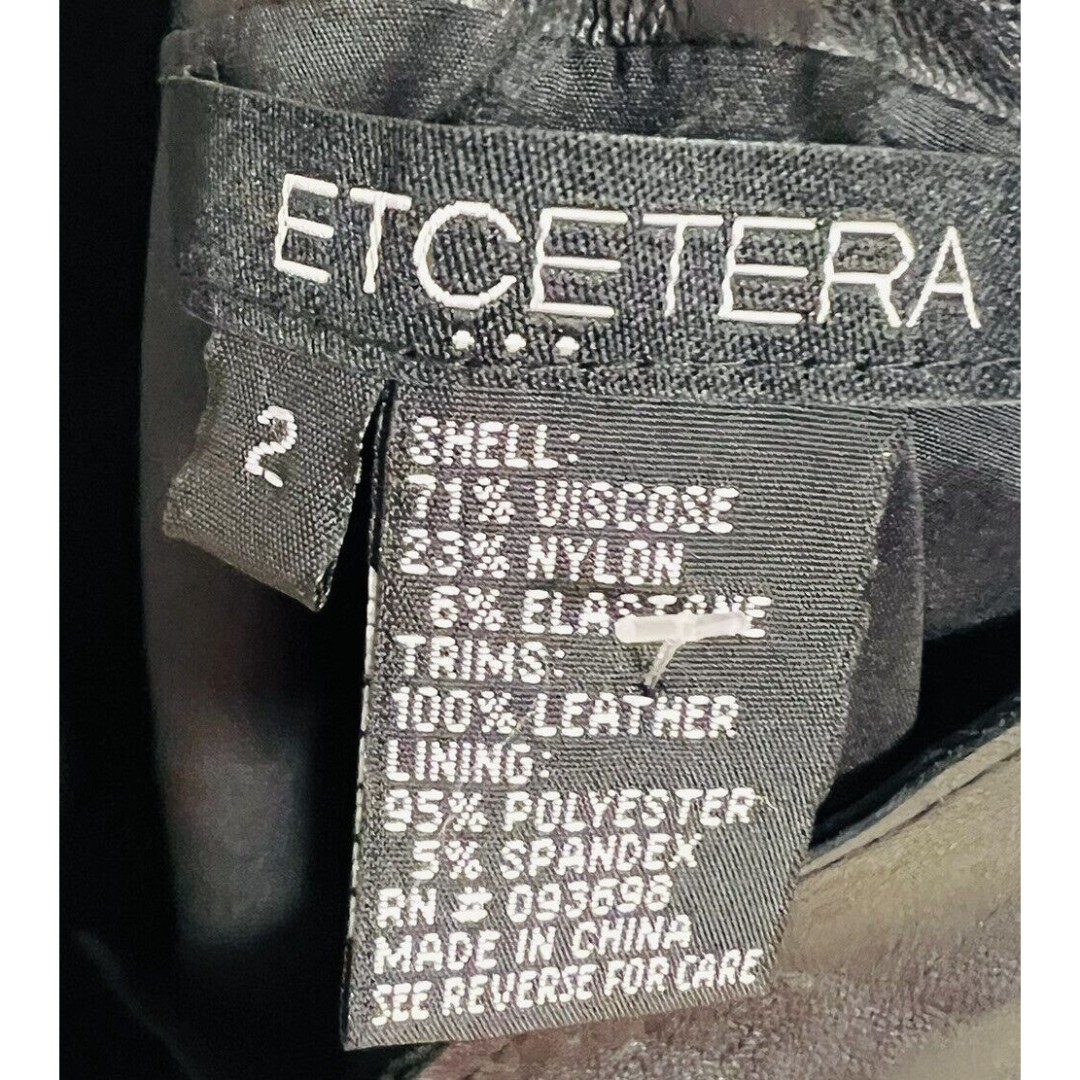 ETCETERA
...
2
SHELL:
71% VISCOSE
23% NYLON
6% ELASTANE
TRIMS:
100% LEATHER
LINING:
95% POLYESTER
5% SPANDEX
RN # 093698
MADE IN CHINA
SEE REVERSE FOR CARE